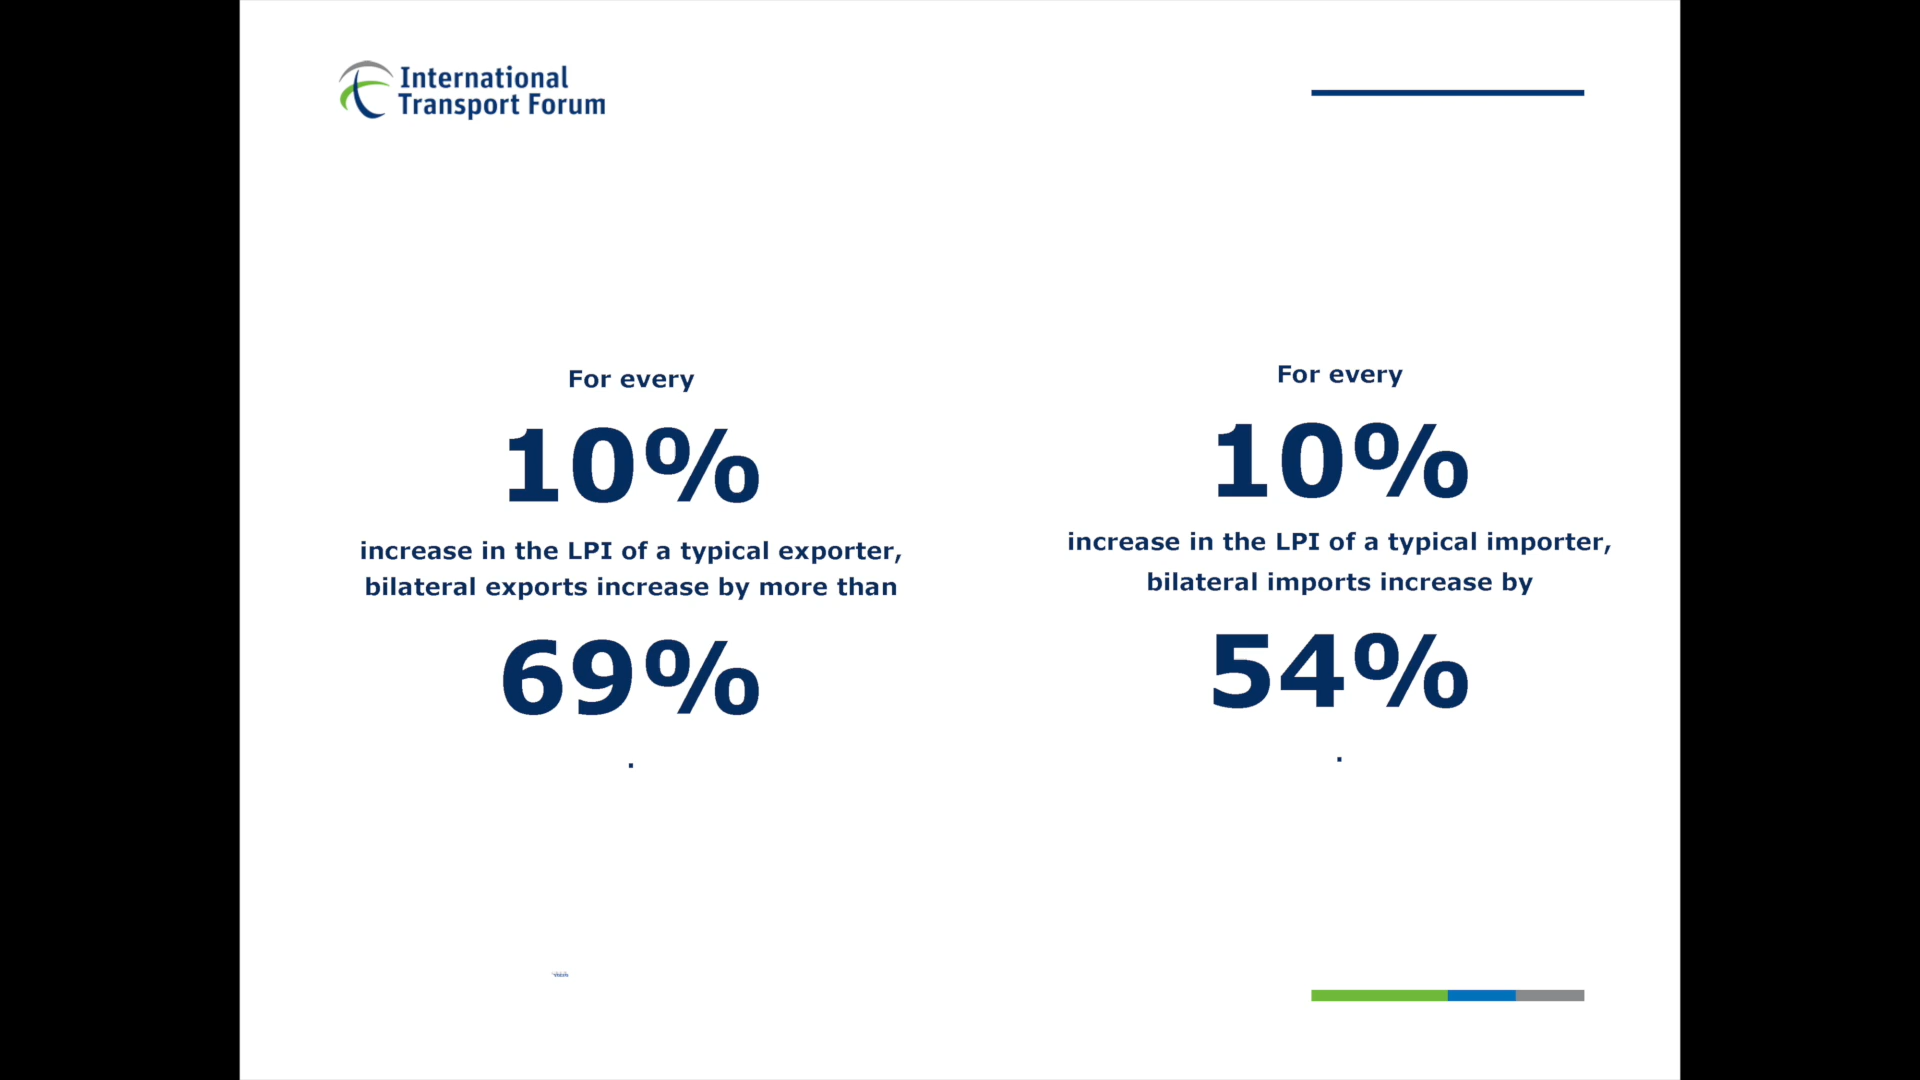 International
Transport Forum
For every
10%
increase in the LPI of a typical exporter,
bilateral exports increase by more than
69%
.
For every
10%
increase in the LPI of a typical importer,
bilateral imports increase by
54%
.